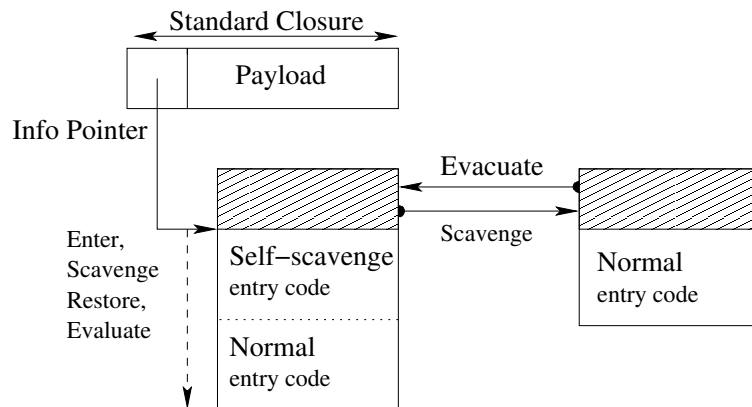 Standard Closure
Payload
Info Pointer
Evacuate
Scavenge
Enter,
Scavenge
Restore,
Evaluate
Self−scavenge
entry code
Normal
entry code
Normal
entry code